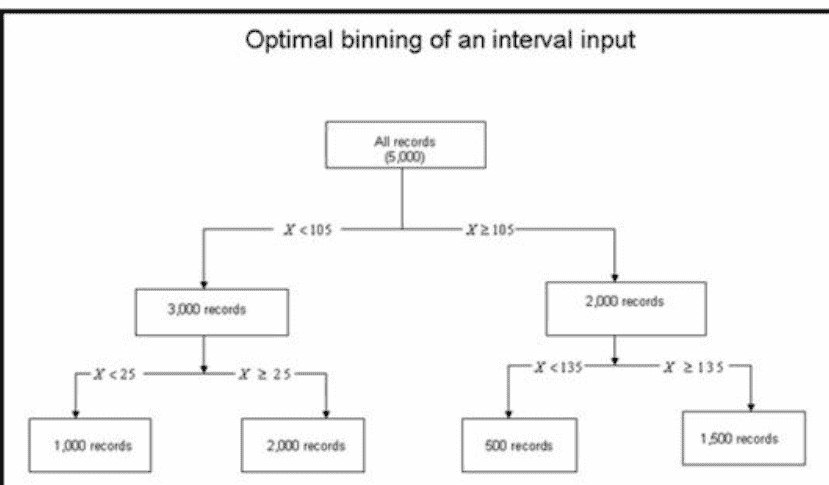 Optimal binning of an interval input
All records
(5,000)
X < 105
X ≥ 105
3,000 records
2,000 records
X < 25
X ≥ 25
X <135
X ≥ 135
1,000 records
2,000 records
500 records
1,500 records